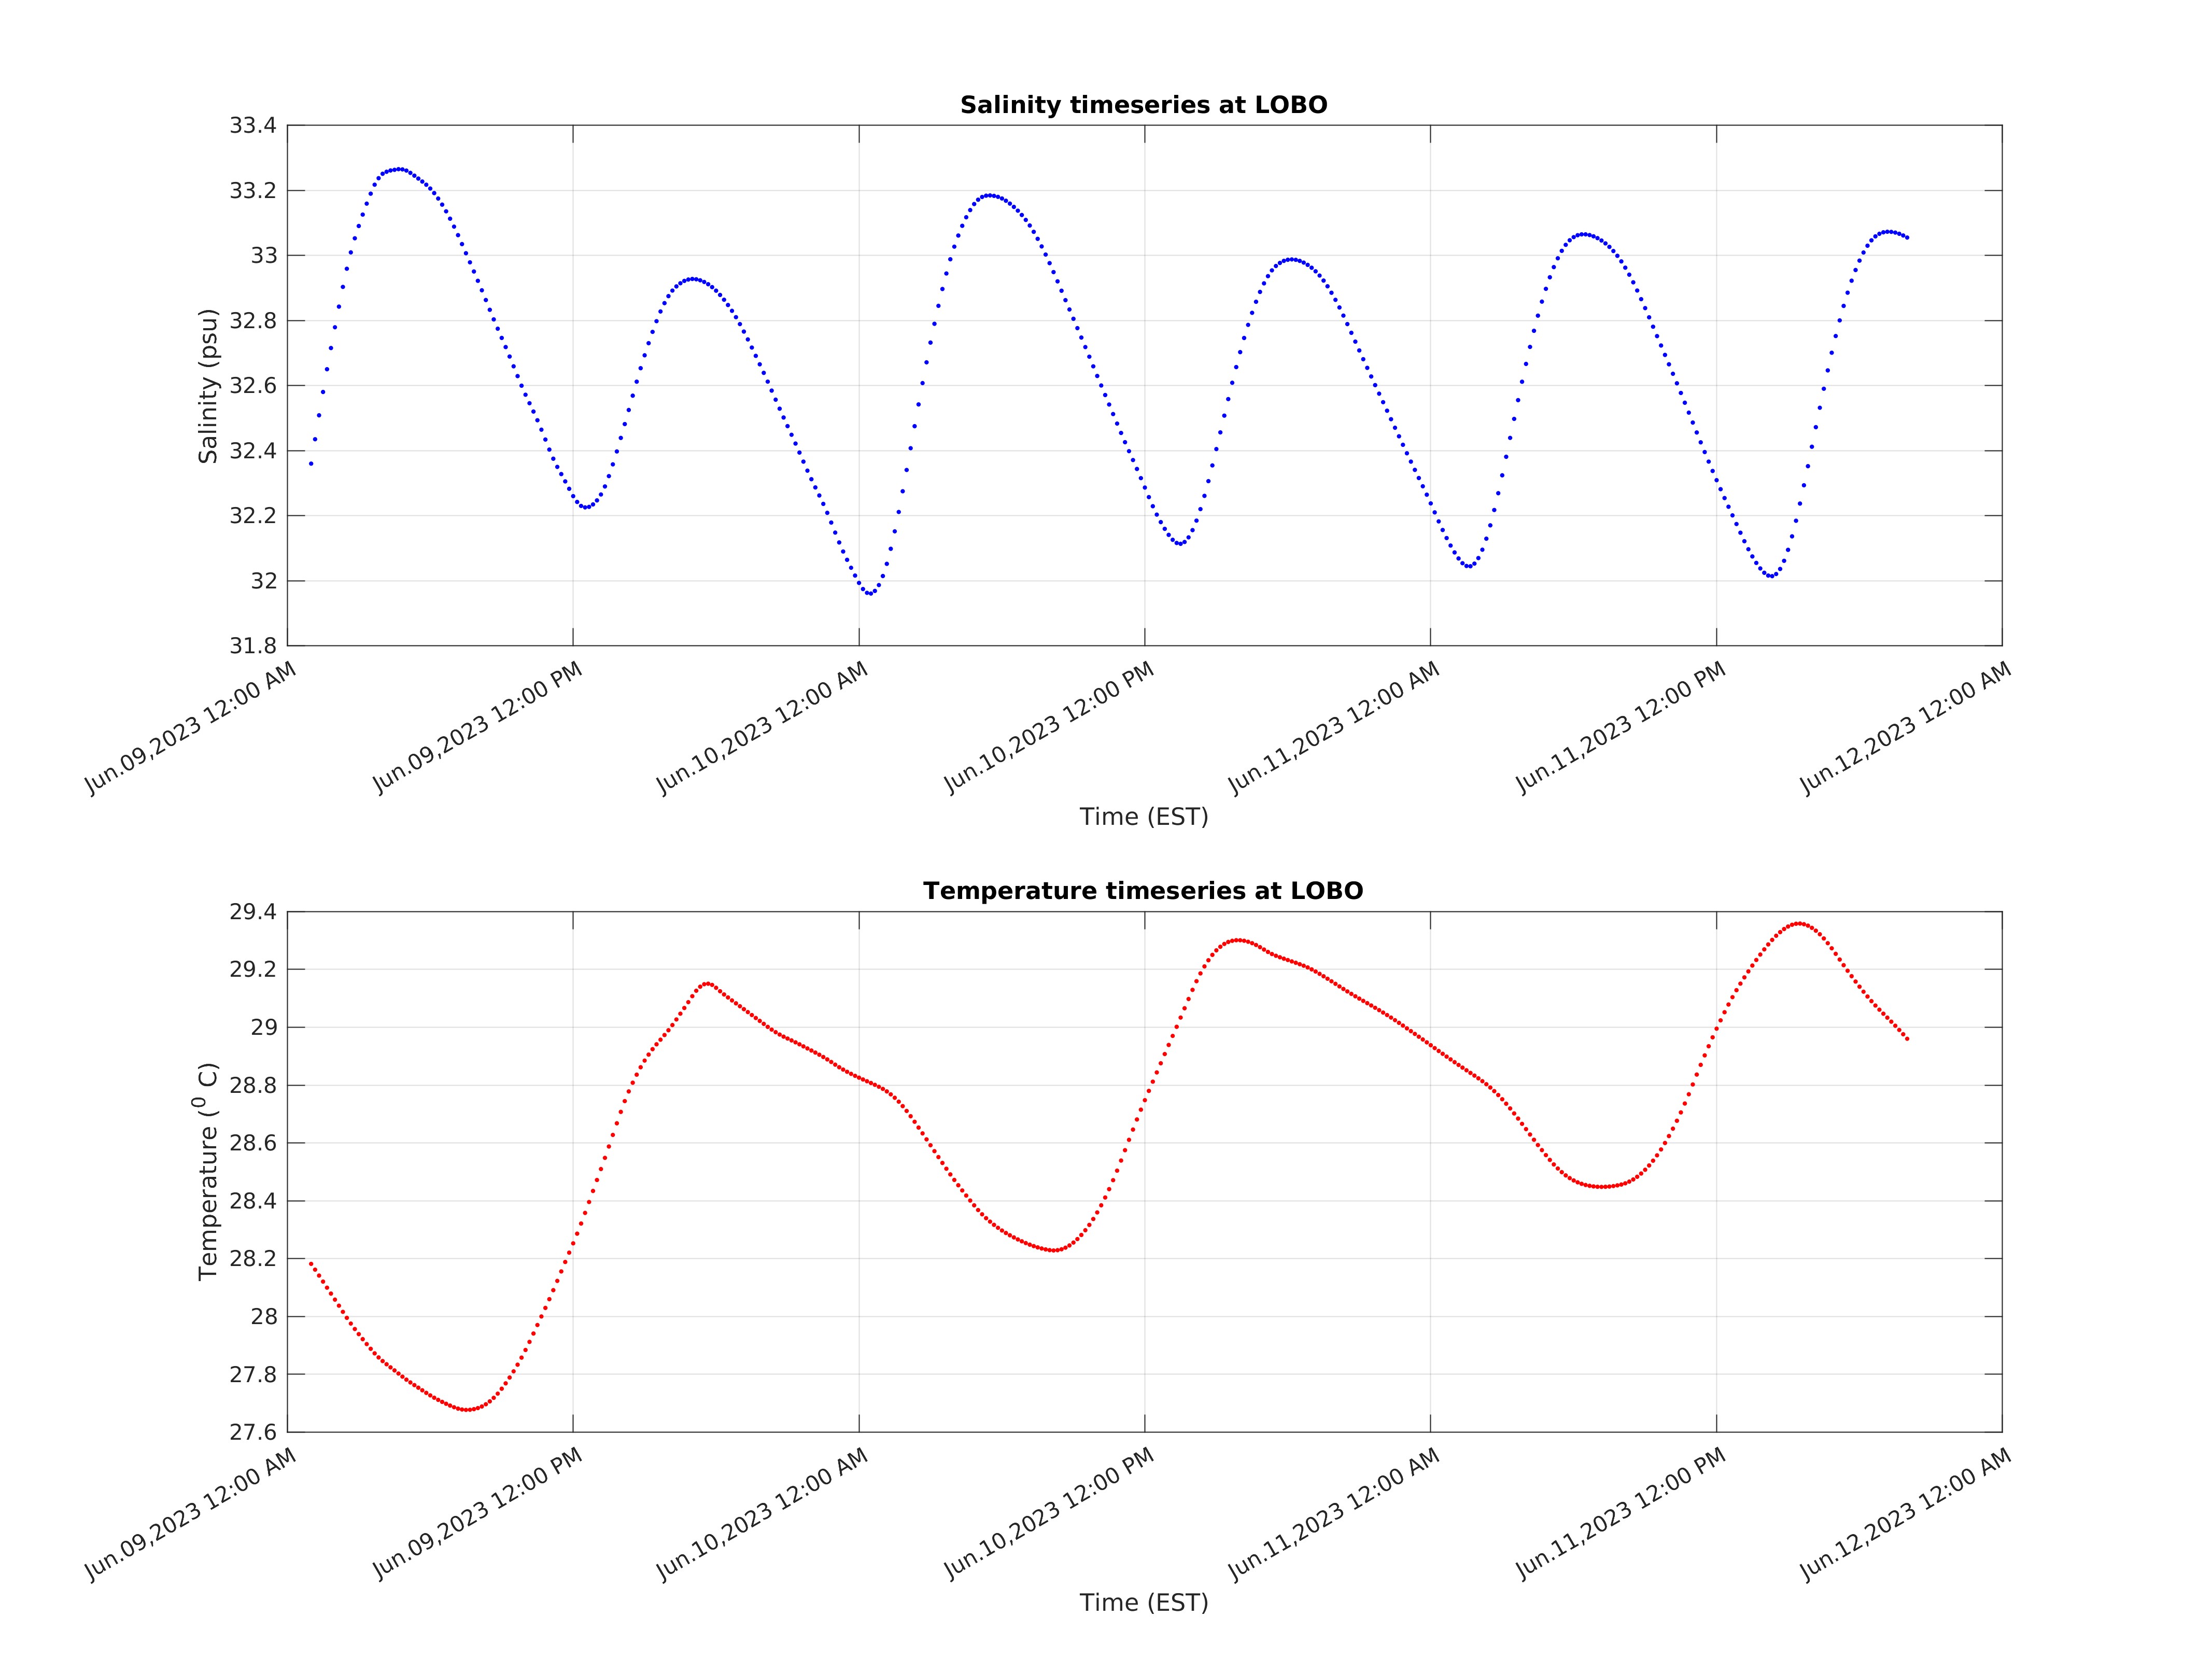 Salinity timeseries at LOBO
Salinity (psu)
33.4
33.2
33
32.8
32.6
32.4
32.2
32
31.8
Jun.09,2023 12:00 AM
Jun.09,2023 12:00 PM
Jun.10,2023 12:00 AM
Jun.10,2023 12:00 PM
Jun.11,2023 12:00 AM
Jun.11,2023 12:00 PM
Jun.12,2023 12:00 AM
Time (EST)
Temperature timeseries at LOBO
Temperature (⁰ C)
29.4
29.2
29
28.8
28.6
28.4
28.2
28
27.8
27.6
Jun.09,2023 12:00 AM
Jun.09,2023 12:00 PM
Jun.10,2023 12:00 AM
Jun.10,2023 12:00 PM
Jun.11,2023 12:00 AM
Jun.11,2023 12:00 PM
Jun.12,2023 12:00 AM
Time (EST)